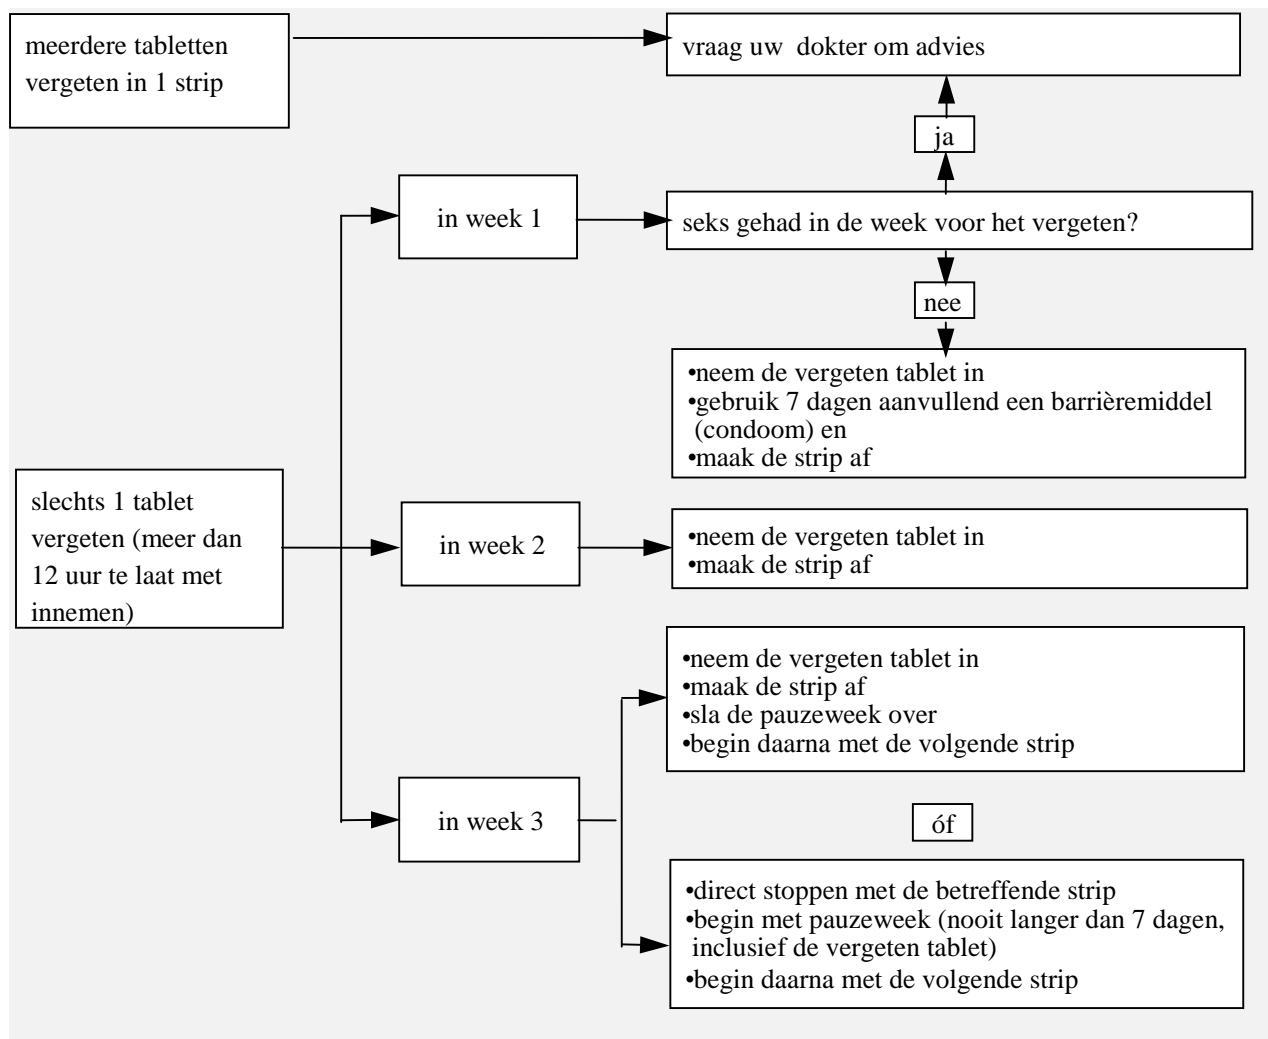 meerdere tabletten
vergeten in 1 strip
vraag uw dokter om advies
ja
in week 1
seks gehad in de week voor het vergeten?
nee
•neem de vergeten tablet in
•gebruik 7 dagen aanvullend een barrièremiddel
(condoom) en
•maak de strip af
slechts 1 tablet
vergeten (meer dan
12 uur te laat met
innemen)
in week 2
•neem de vergeten tablet in
•maak de strip af
•neem de vergeten tablet in
•maak de strip af
•sla de pauzeweek over
•begin daarna met de volgende strip
in week 3
óf
•direct stoppen met de betreffende strip
•begin met pauzeweek (nooit langer dan 7 dagen,
inclusief de vergeten tablet)
•begin daarna met de volgende strip